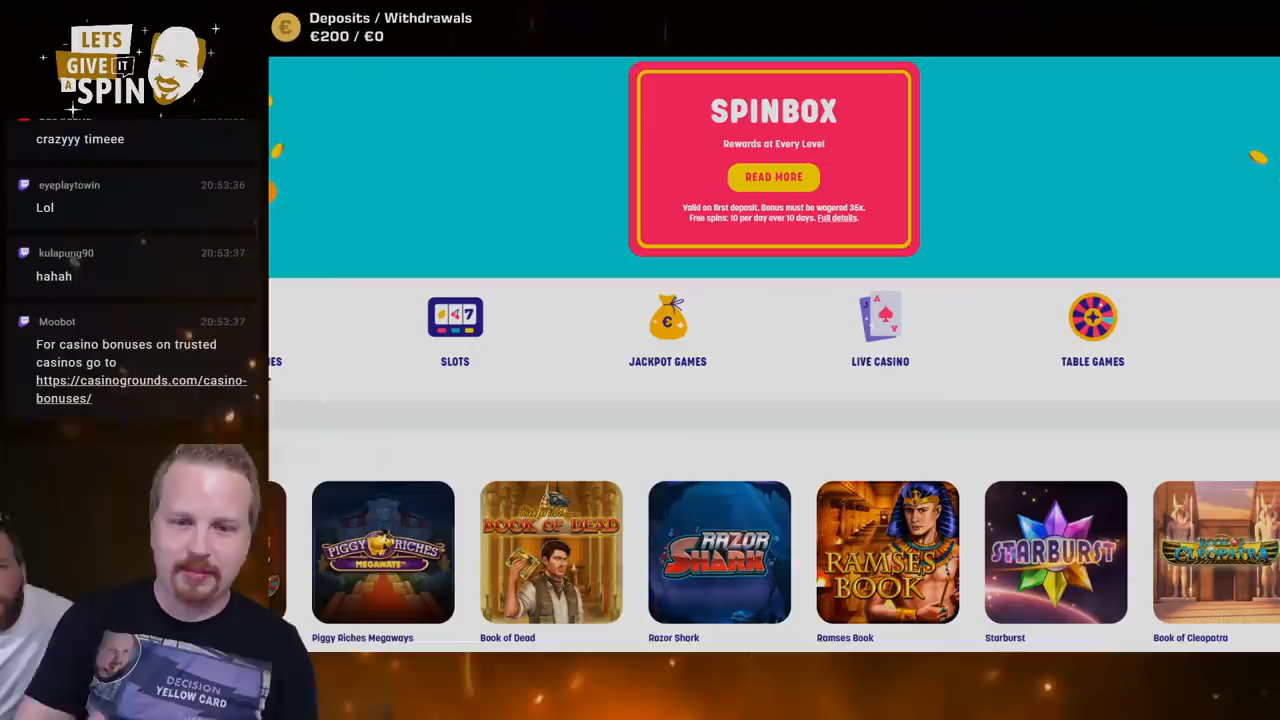 LETS
GIVE IT
A SPIN
Deposits / Withdrawals
€200 / €0
crazyyy timeee
eyeplaytowin 20:53:36
Lol
kulapung90 20:53:37
hahah
Moobot 20:53:37
For casino bonuses on trusted
casinos go to
https://casinogrounds.com/casino-
bonuses/
SPINBOX
Rewards at Every Level
READ MORE
Valid on first deposit. Bonus must be wagered 35x.
Free spins: 10 per day over 10 days. Full details.
SLOTS
JACKPOT GAMES
LIVE CASINO
TABLE GAMES
PIGGY RICHES
MEGAWAYS
BOOK OF DEAD
RAZOR
SHARK
RAMSES
BOOK
STARBURST
BOOK OF
CLEOPATRA
Piggy Riches Megaways
Book of Dead
Razor Shark
Ramses Book
Starburst
Book of Cleopatra
DECISION
YELLOW CARD